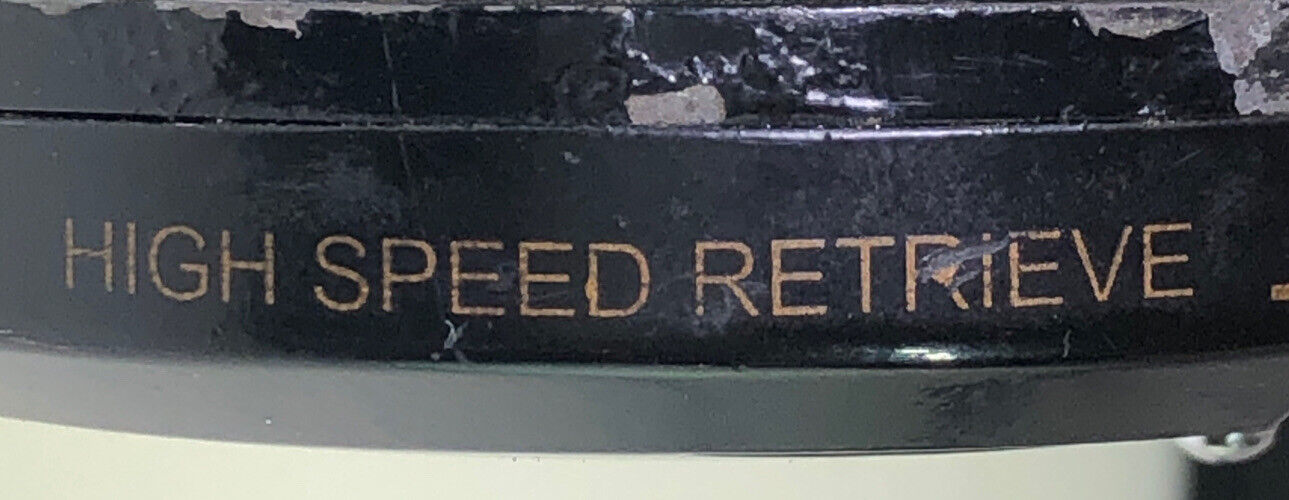 HIGH SPEED RETRIEVE